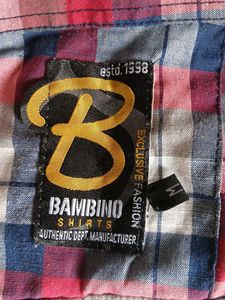 estd. 1998
B
EXCLUSIVE FASHION
BAMBINO
SHIRTS
AUTHENTIC DEPT. MANUFACTURER
M